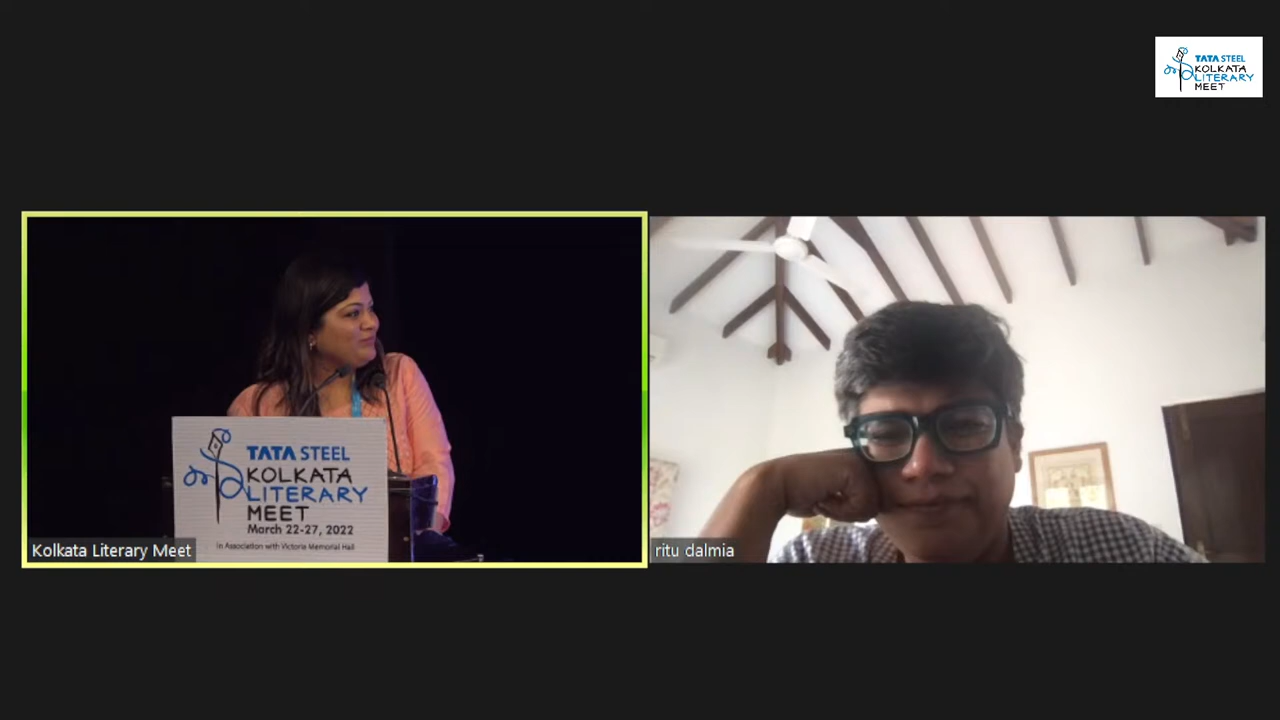 TATA STEEL
KOLKATA
LITERARY
MEET
TATA STEEL
KOLKATA
LITERARY
MEET
March 22-27, 2022
In Association with Victoria Memorial Hall
Kolkata Literary Meet
ritu dalmia